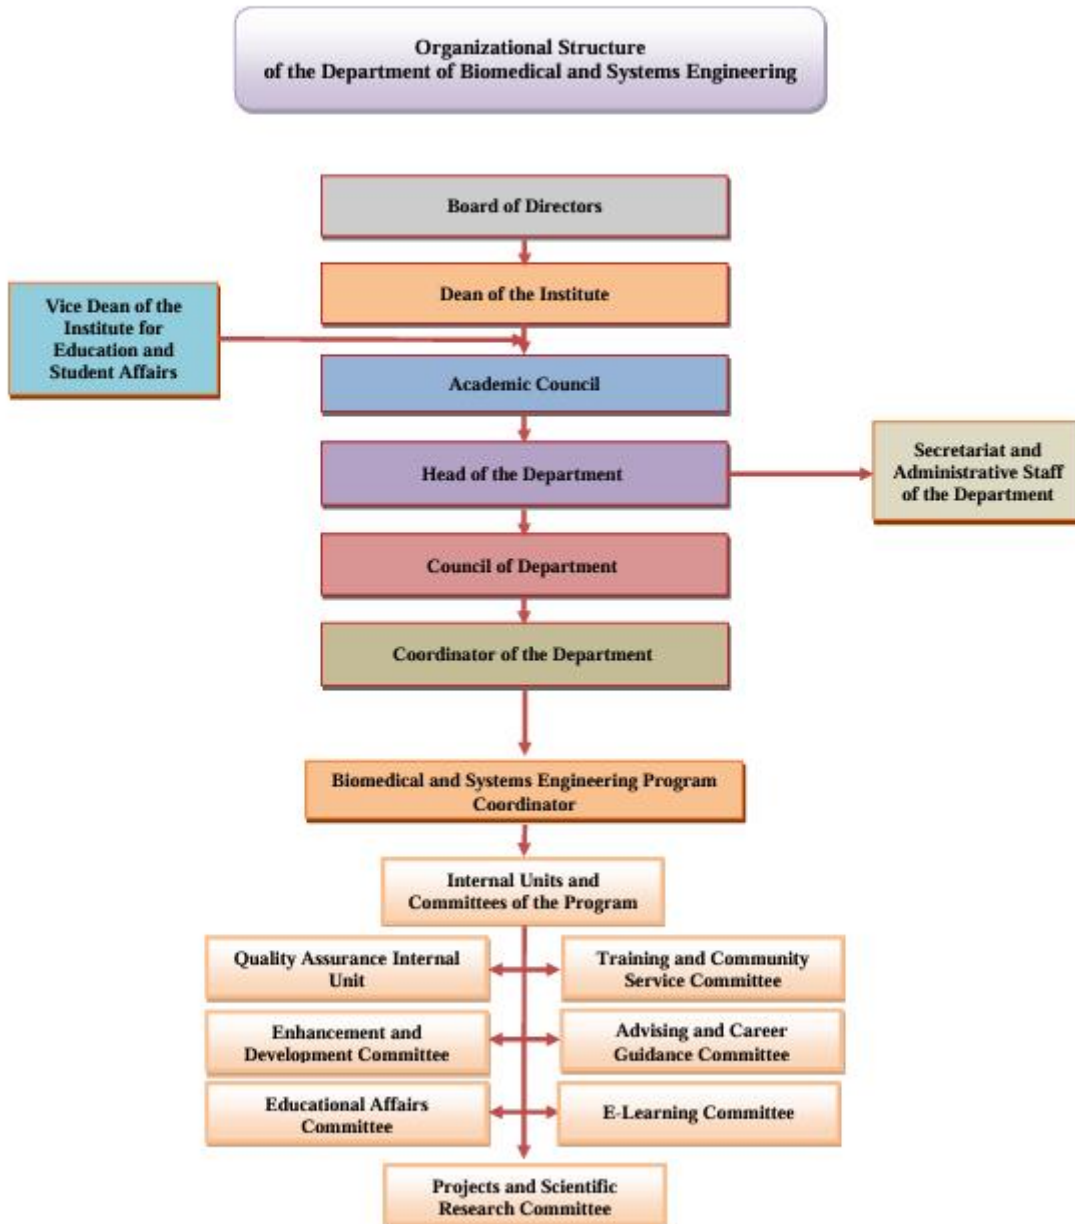 Organizational Structure
of the Department of Biomedical and Systems Engineering
Board of Directors
Dean of the Institute
Vice Dean of the
Institute for
Education and
Student Affairs
Academic Council
Head of the Department
Secretariat and
Administrative Staff
of the Department
Council of Department
Coordinator of the Department
Biomedical and Systems Engineering Program
Coordinator
Internal Units and
Committees of the Program
Quality Assurance Internal
Unit
Training and Community
Service Committee
Enhancement and
Development Committee
Advising and Career
Guidance Committee
Educational Affairs
Committee
E-Learning Committee
Projects and Scientific
Research Committee